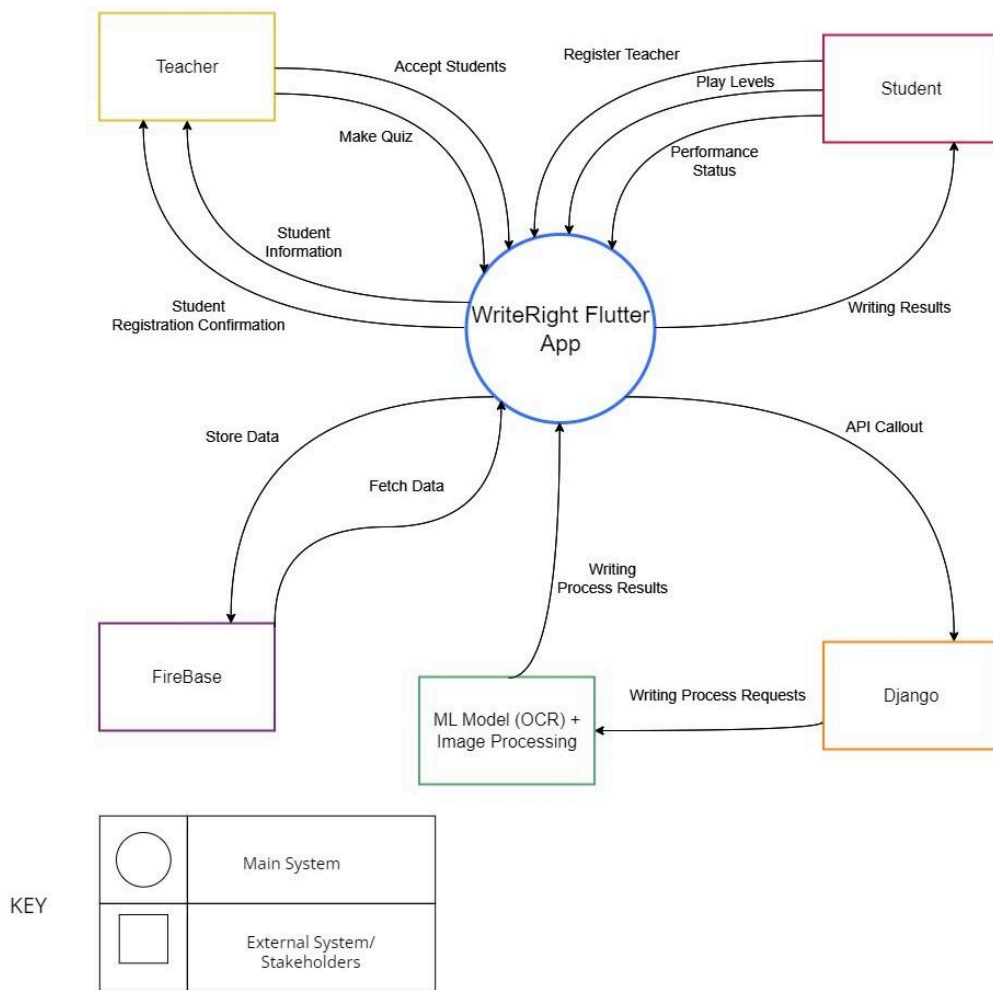 Teacher
Accept Students
Make Quiz
Register Teacher
Play Levels
Performance
Status
Student
Student
Information
Student
Registration Confirmation
WriteRight Flutter
App
Writing Results
Store Data
Fetch Data
API Callout
Writing
Process Results
FireBase
ML Model (OCR) +
Image Processing
Writing Process Requests
Django
KEY
Main System
External System/
Stakeholders